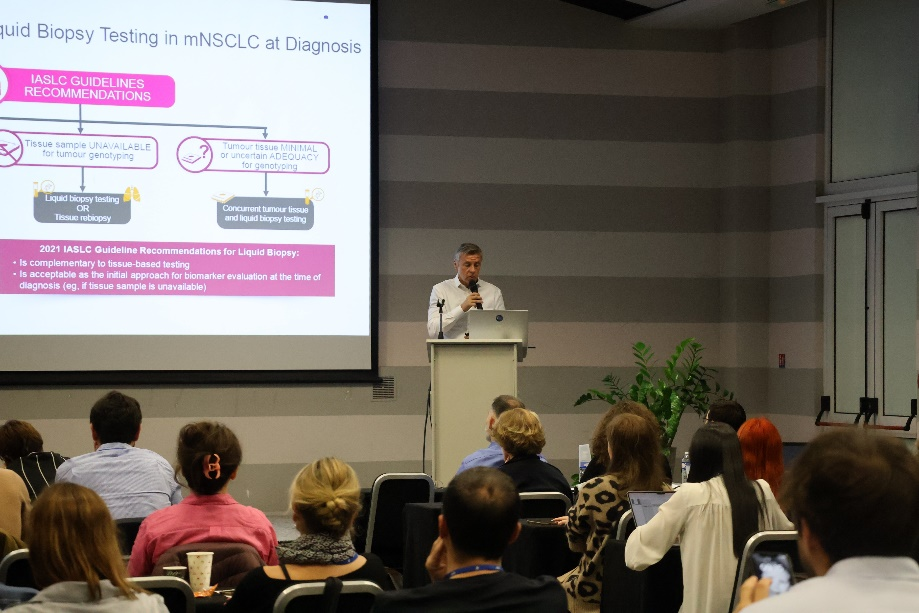 quid Biopsy Testing in mNSCLC at Diagnosis
IASLC GUIDELINES
RECOMMENDATIONS
Tissue sample UNAVAILABLE
for tumour genotyping
Tumour tissue MINIMAL
or uncertain ADEQUACY
for genotyping
Liquid biopsy testing
OR
Tissue rebiopsy
Concurrent tumour tissue
and liquid biopsy testing
2021 IASLC Guideline Recommendations for Liquid Biopsy:
• Is complementary to tissue-based testing
• Is acceptable as the initial approach for biomarker evaluation at the time of
diagnosis (eg, if tissue sample is unavailable)